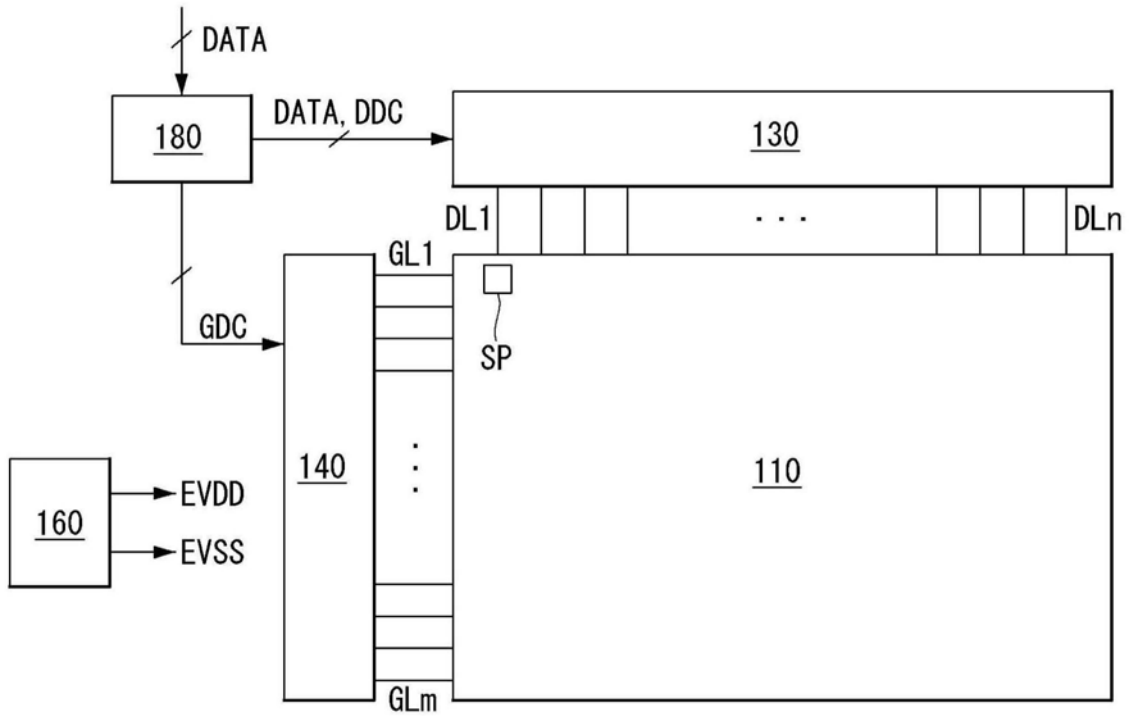 DATA
180
DATA, DDC
130
DL1
. . .
DLn
GL1
GDC
SP
140
110
160
EVDD
EVSS
GLm